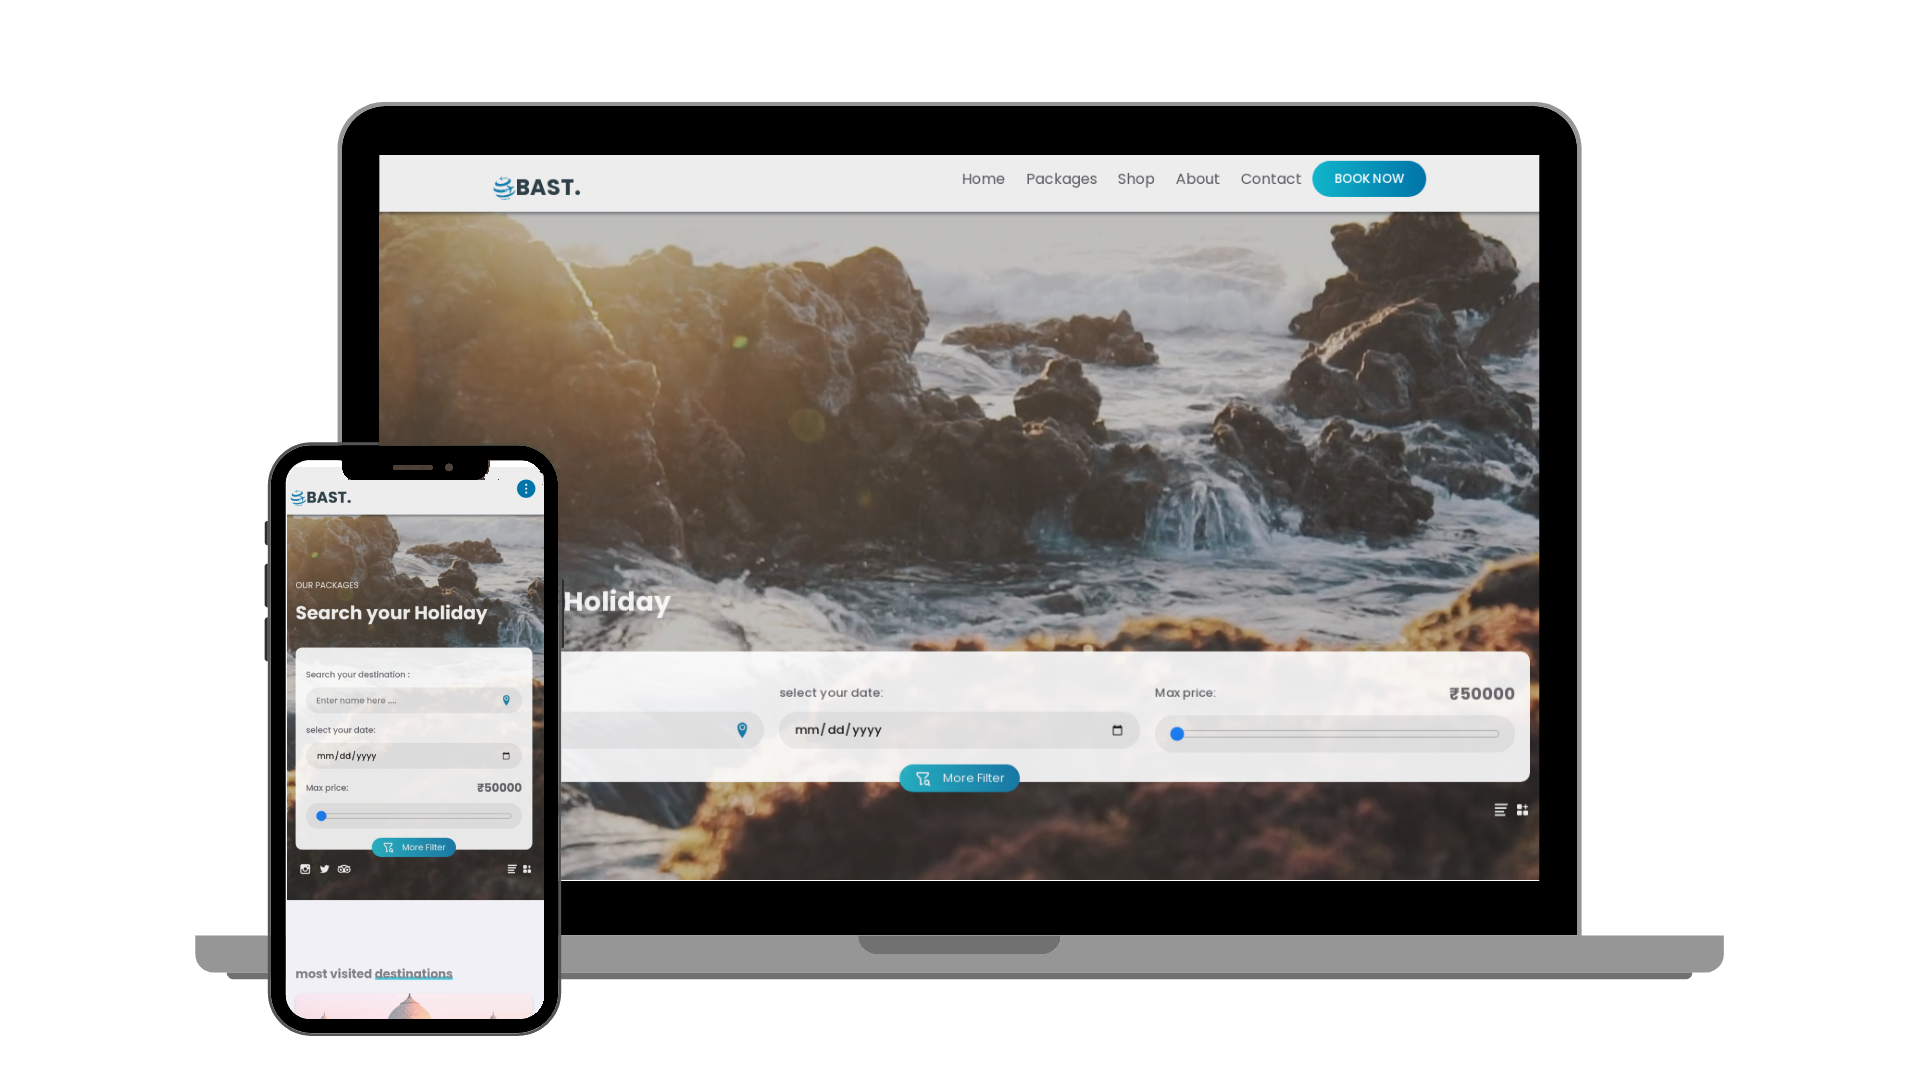 BAST.
Home Packages Shop About Contact BOOK NOW
Holiday
select your date:
mm/dd/yyyy
Max price: ₹50000
More Filter
BAST.
OUR PACKAGES
Search your Holiday
Search your destination :
Enter name here ....
select your date:
mm/dd/yyyy
Max price: ₹50000
More Filter
most visited destinations